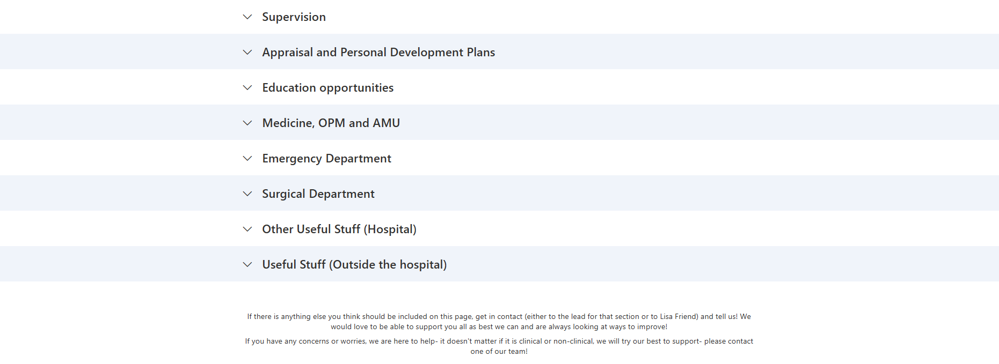 Supervision
Appraisal and Personal Development Plans
Education opportunities
Medicine, OPM and AMU
Emergency Department
Surgical Department
Other Useful Stuff (Hospital)
Useful Stuff (Outside the hospital)
If there is anything else you think should be included on this page, get in contact (either to the lead for that section or to Lisa Friend) and tell us! We
would love to be able to support you all as best we can and are always looking at ways to improve!
If you have any concerns or worries, we are here to help- it doesn't matter if it is clinical or non-clinical, we will try our best to support- please contact
one of our team!